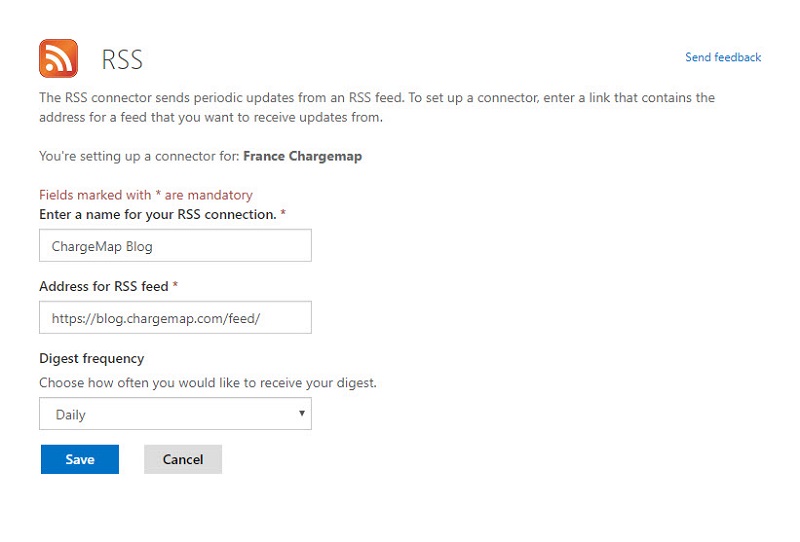 RSS
Send feedback
The RSS connector sends periodic updates from an RSS feed. To set up a connector, enter a link that contains the
address for a feed that you want to receive updates from.
You're setting up a connector for: France Chargemap
Fields marked with * are mandatory
Enter a name for your RSS connection. *
ChargeMap Blog
Address for RSS feed *
https://blog.chargemap.com/feed/
Digest frequency
Choose how often you would like to receive your digest.
Daily
Save
Cancel